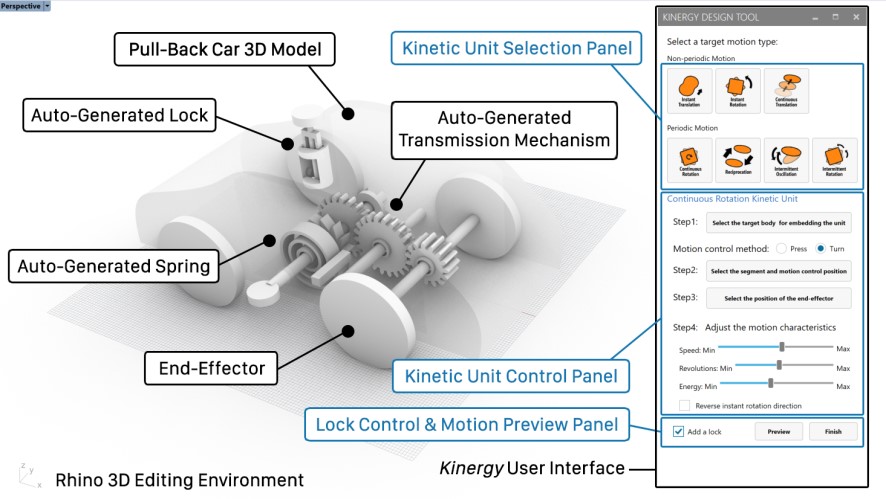 Perspective
Pull-Back Car 3D Model
Auto-Generated Lock
Auto-Generated
Transmission Mechanism
Auto-Generated Spring
End-Effector
Kinetic Unit Selection Panel
Kinetic Unit Control Panel
Lock Control & Motion Preview Panel
Kinergy User Interface
Rhino 3D Editing Environment
z
y
x
KINERGY DESIGN TOOL
Select a target motion type:
Non-periodic Motion
Instant
Translation
Instant
Rotation
Continuous
Translation
Periodic Motion
Continuous
Rotation
Reciprocation
Intermittent
Oscillation
Intermittent
Rotation
Continuous Rotation Kinetic Unit
Step1: Select the target body for embedding the unit
Motion control method: Press Turn
Step2: Select the segment and motion control position
Step3: Select the position of the end-effector
Step4: Adjust the motion characteristics
Speed: Min Max
Revolutions: Min Max
Energy: Min Max
Reverse instant rotation direction
Add a lock Preview Finish